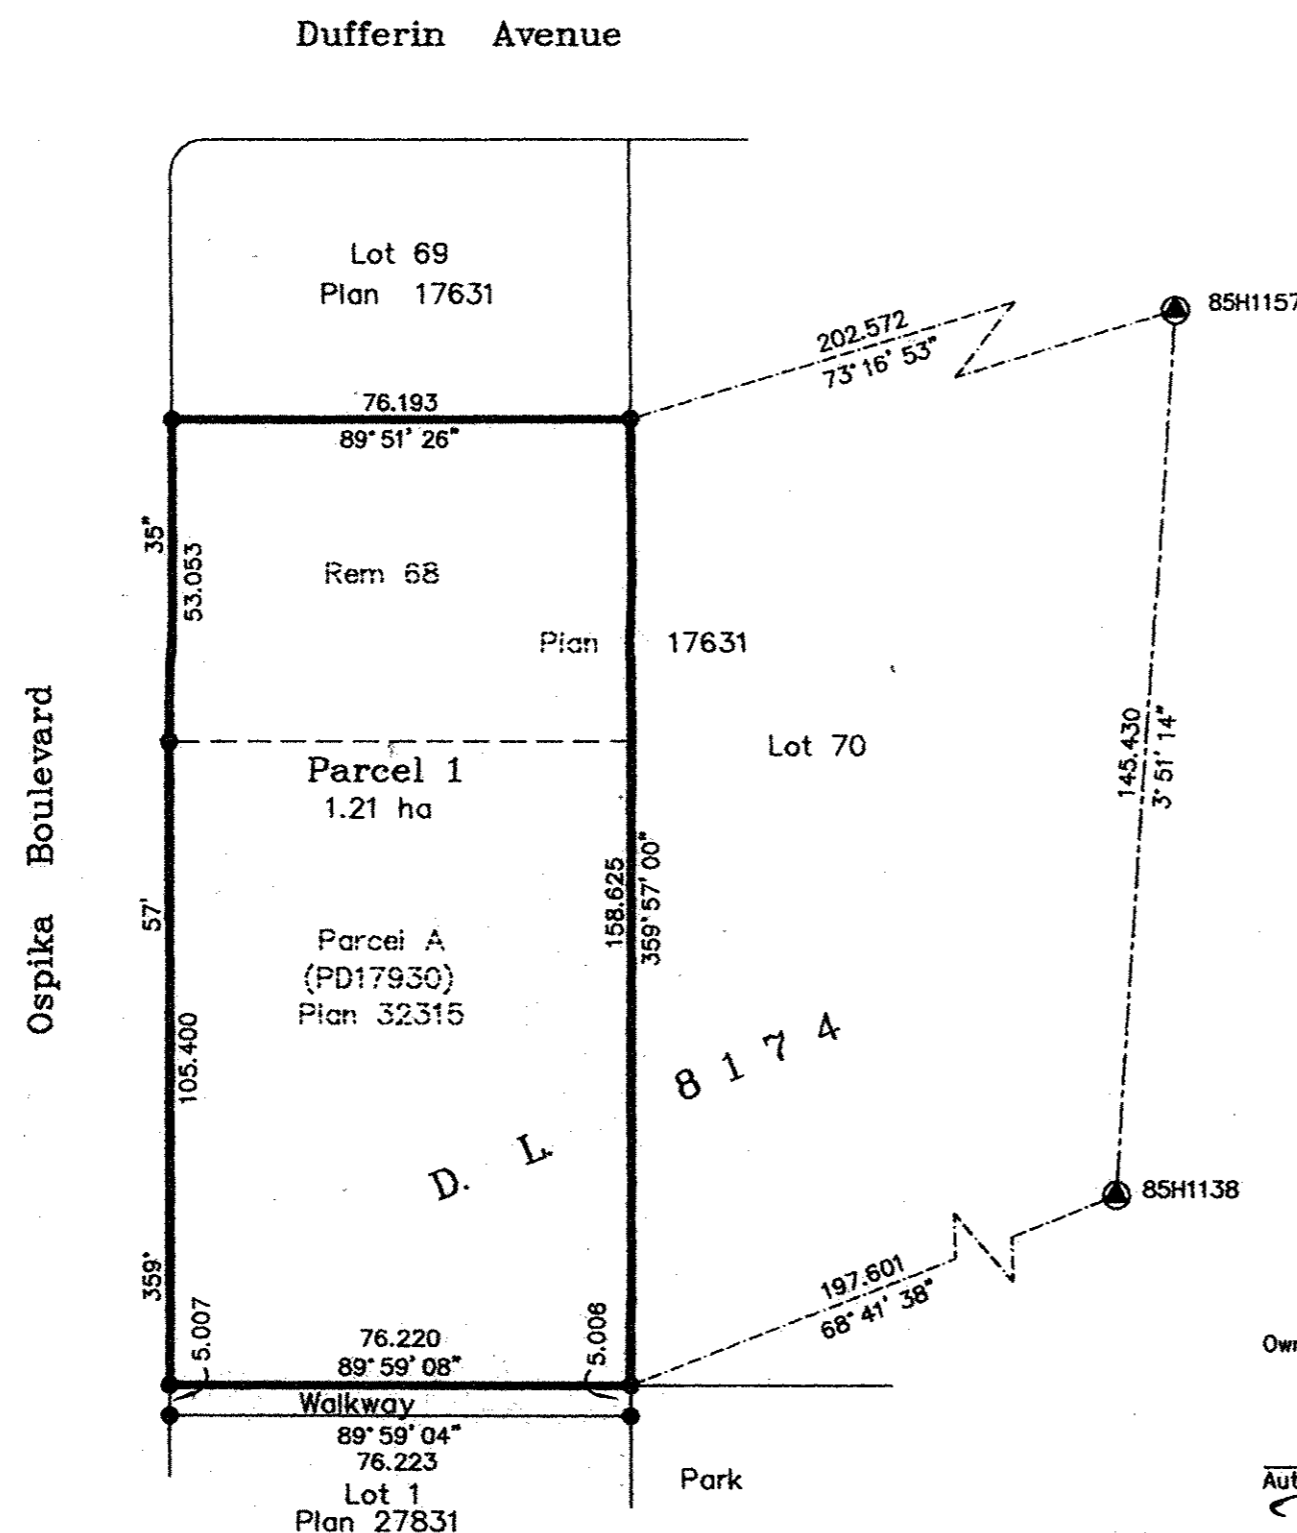 Dufferin Avenue
Lot 69
Plan 17631
85H1157
202.572
73° 16' 53"
76.193
89° 51' 26"
35"
53.053
Rem 68
Plan 17631
Lot 70
145.430
3° 51' 14"
Parcel 1
1.21 ha
Ospika Boulevard
57'
158.625
359° 57' 00"
Parcel A
(PD17930)
Plan 32315
105.400
8174
D. L.
85H1138
359°
197.601
68° 41' 38"
5.007
76.220
89° 59' 08"
5.006
Walkway
89° 59' 04"
76.223
Lot 1
Plan 27831
Park
Own
Aut